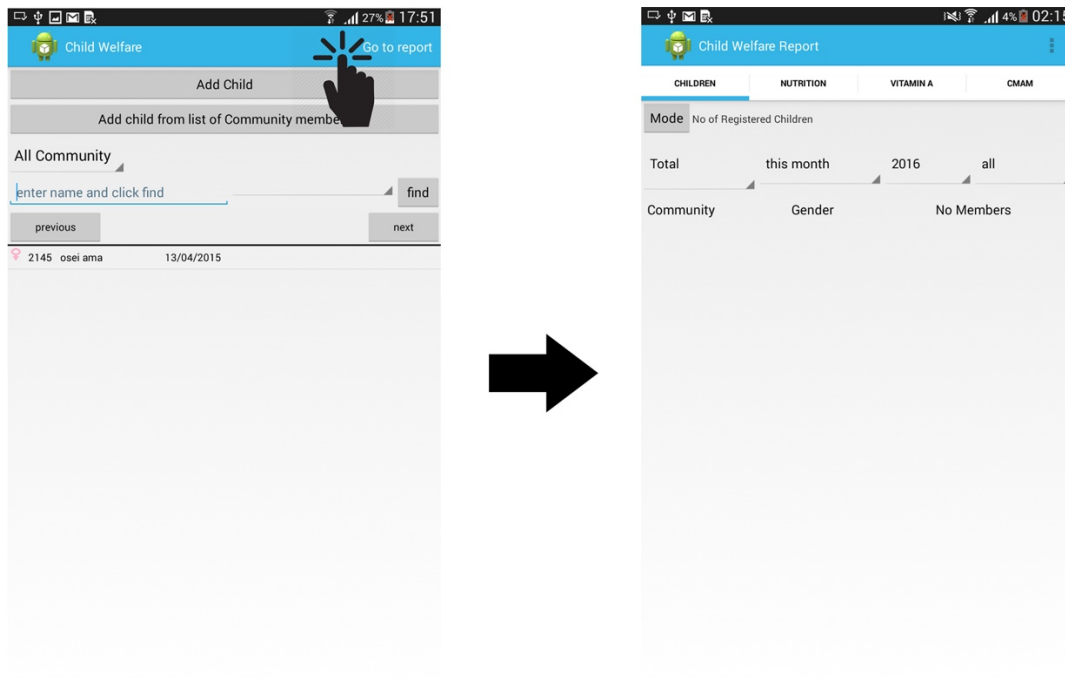 27% 17:51
Child Welfare Go to report
Add Child
Add child from list of Community membe
All Community
enter name and click find find
previous next
2145 osei ama 13/04/2015
4% 02:15
Child Welfare Report
CHILDREN NUTRITION VITAMIN A CMAM
Mode No of Registered Children
Total this month 2016 all
Community Gender No Members